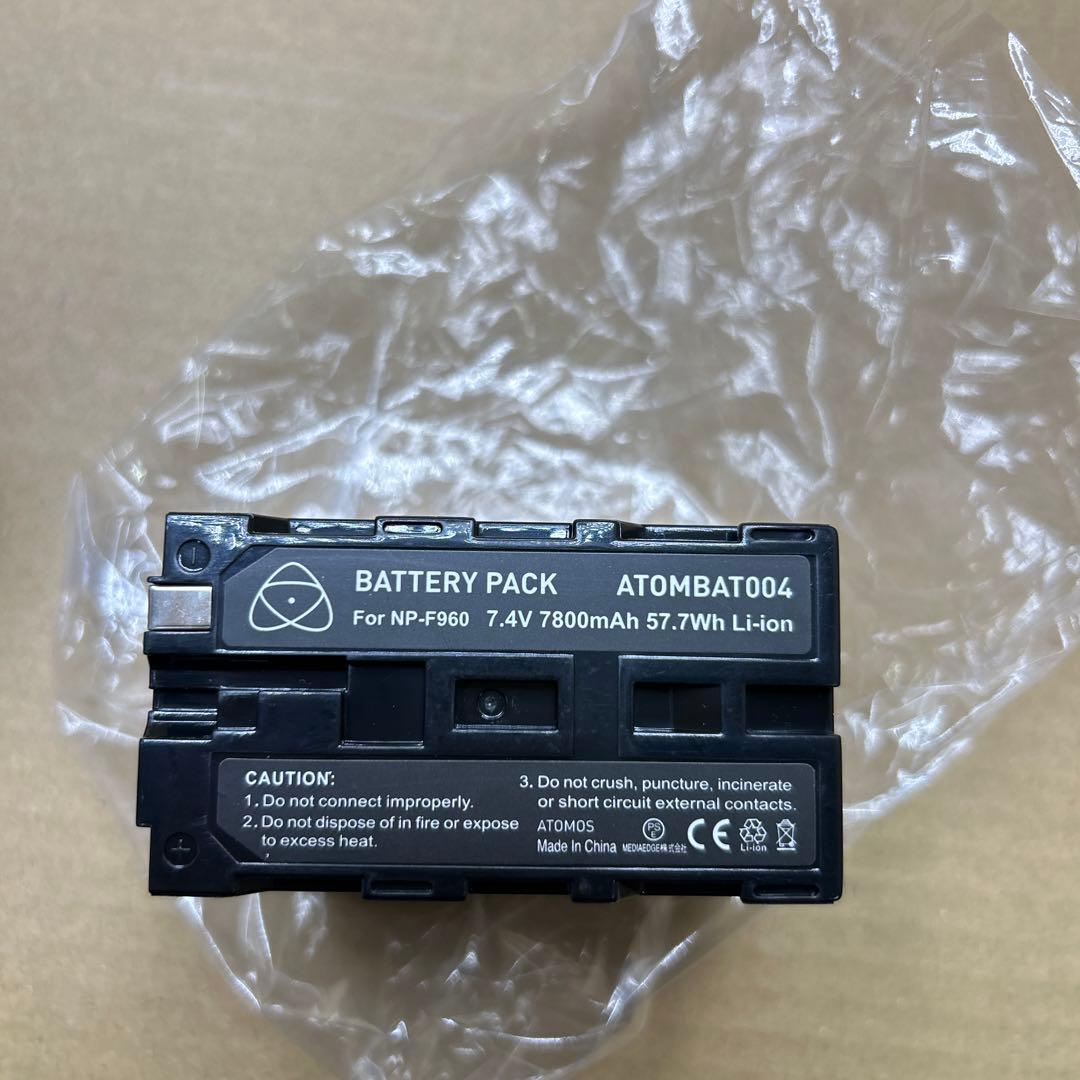 BATTERY PACK ATOMBAT004
For NP-F960 7.4V 7800mAh 57.7Wh Li-ion
CAUTION:
1. Do not connect improperly.
2. Do not dispose of in fire or expose
to excess heat.
3. Do not crush, puncture, incinerate
or short circuit external contacts.
ATOMOS
Made In China MEDIAEDGE株式会社
PSE
CE
Li-ion